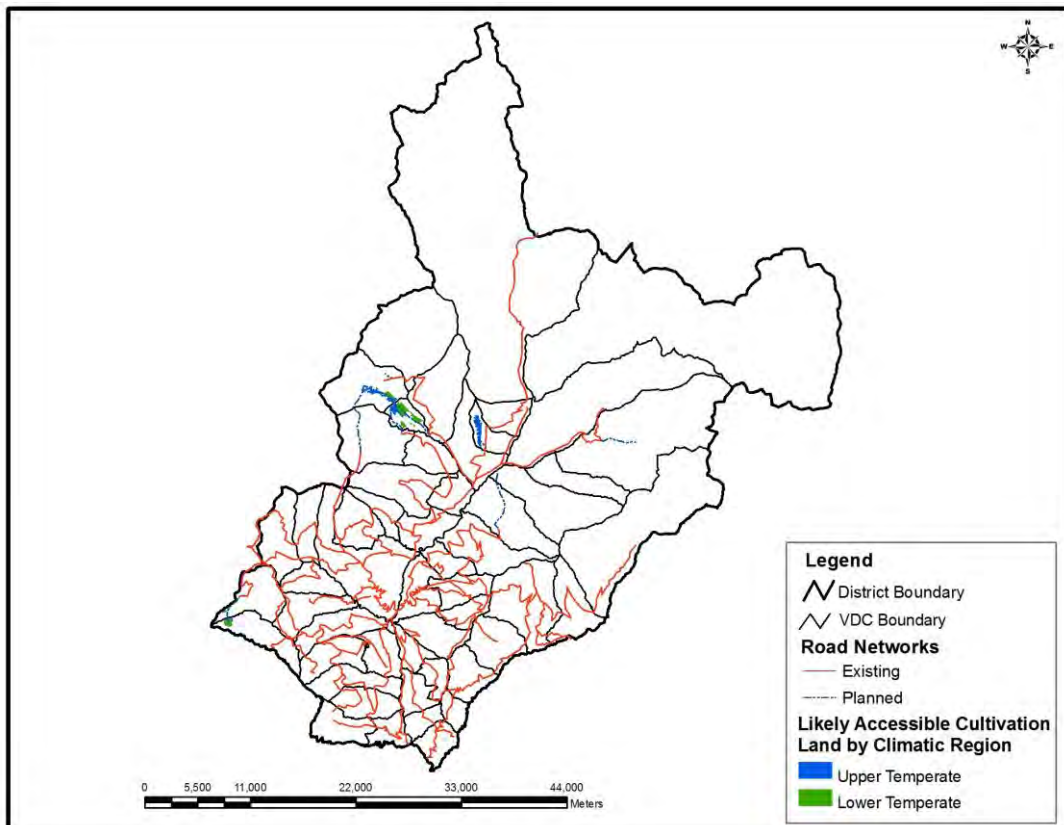 N
W E
S
Legend
District Boundary
VDC Boundary
Road Networks
Existing
Planned
Likely Accessible Cultivation
Land by Climatic Region
Upper Temperate
Lower Temperate
0 5,500 11,000 22,000 33,000 44,000
Meters